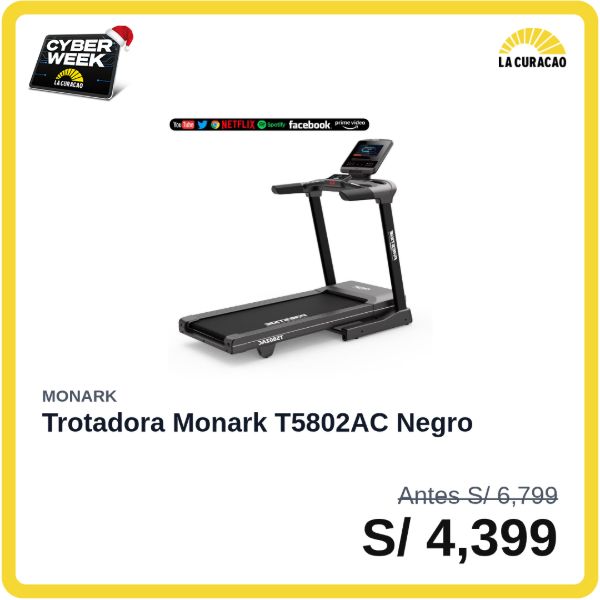 CYBER
WEEK
LA CURACAO
LA CURACAO
YouTube NETFLIX Spotify facebook prime video
MONARK
Trotadora Monark T5802AC Negro
Antes S/ 6,799
S/ 4,399